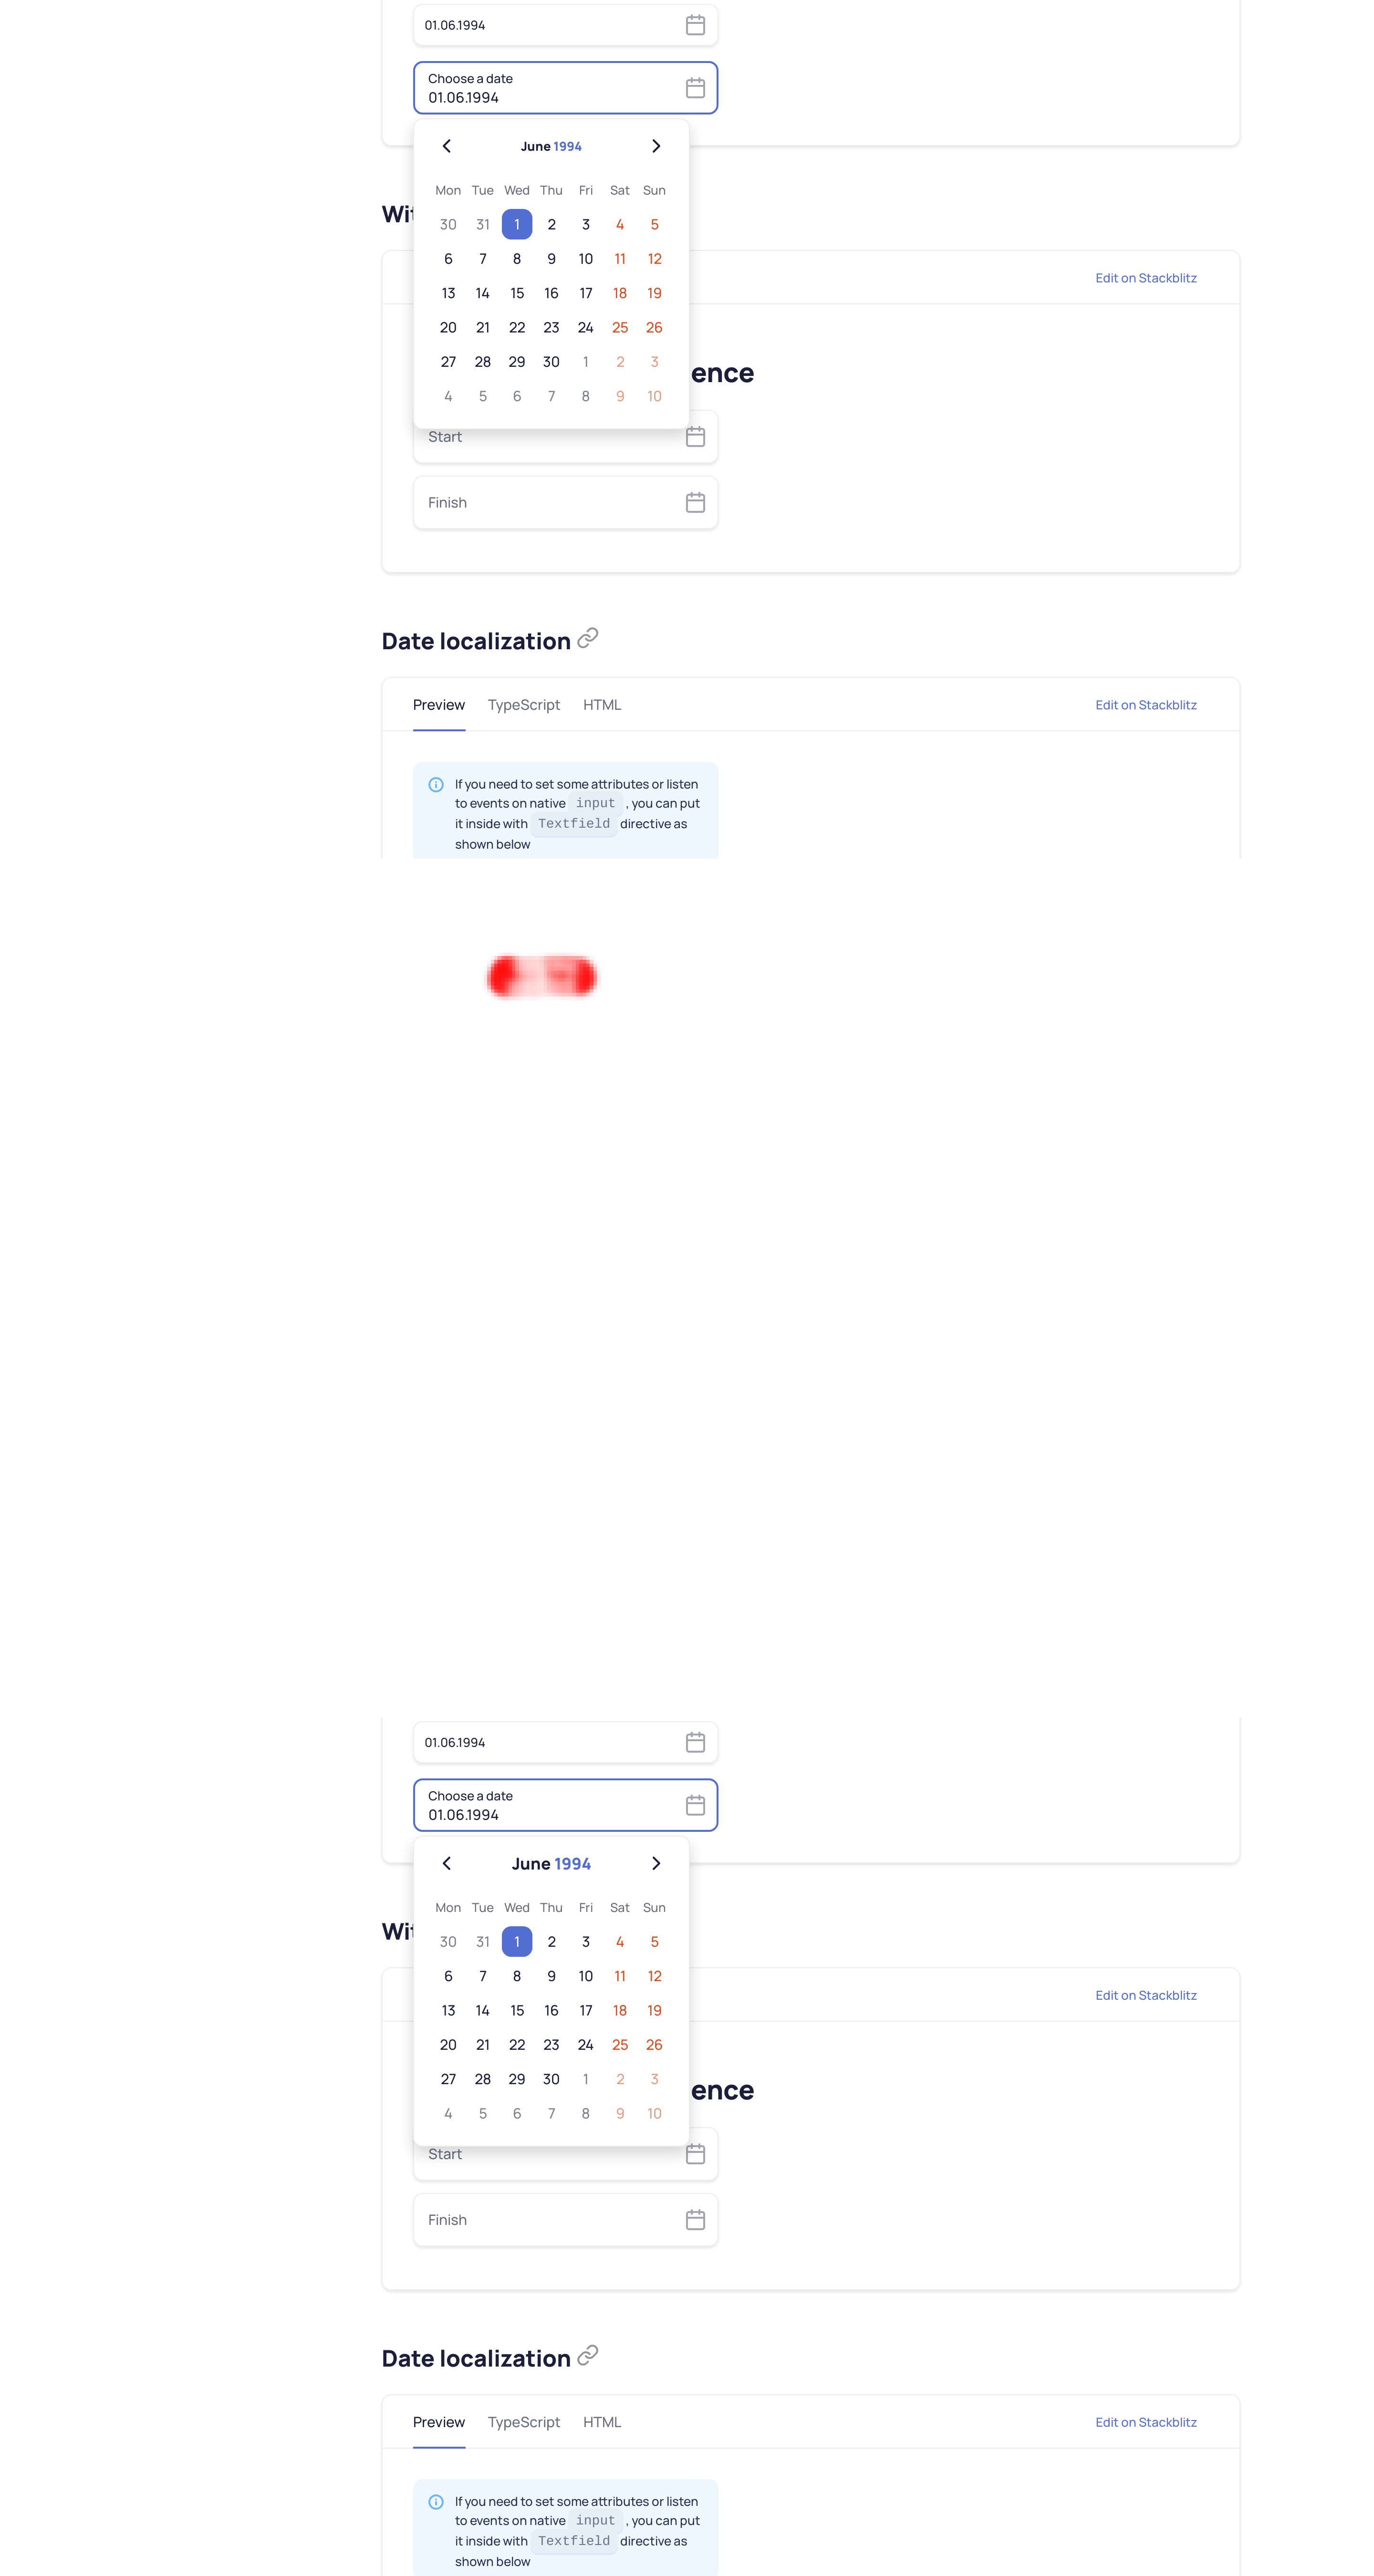 01.06.1994
Choose a date
01.06.1994
June 1994
Mon Tue Wed Thu Fri Sat Sun
30 31 1 2 3 4 5
6 7 8 9 10 11 12
13 14 15 16 17 18 19
20 21 22 23 24 25 26
27 28 29 30 1 2 3
4 5 6 7 8 9 10
Wit
Edit on Stackblitz
ence
Start
Finish
Date localization
Preview TypeScript HTML Edit on Stackblitz
If you need to set some attributes or listen
to events on native input , you can put
it inside with Textfield directive as
shown below
01.06.1994
Choose a date
01.06.1994
June 1994
Mon Tue Wed Thu Fri Sat Sun
30 31 1 2 3 4 5
6 7 8 9 10 11 12
13 14 15 16 17 18 19
20 21 22 23 24 25 26
27 28 29 30 1 2 3
4 5 6 7 8 9 10
Wit
Edit on Stackblitz
ence
Start
Finish
Date localization
Preview TypeScript HTML Edit on Stackblitz
If you need to set some attributes or listen
to events on native input , you can put
it inside with Textfield directive as
shown below